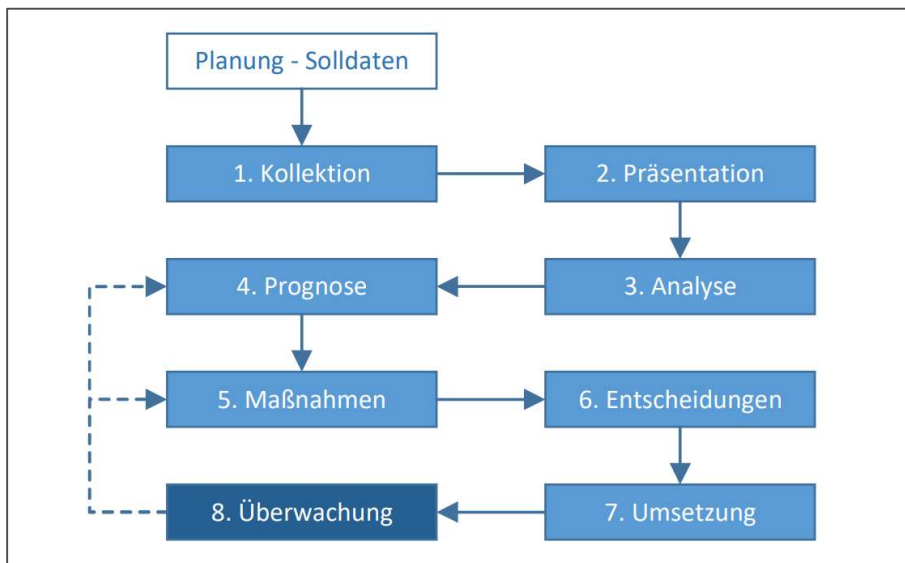 Planung - Solldaten
1. Kollektion
2. Präsentation
3. Analyse
4. Prognose
5. Maßnahmen
6. Entscheidungen
7. Umsetzung
8. Überwachung